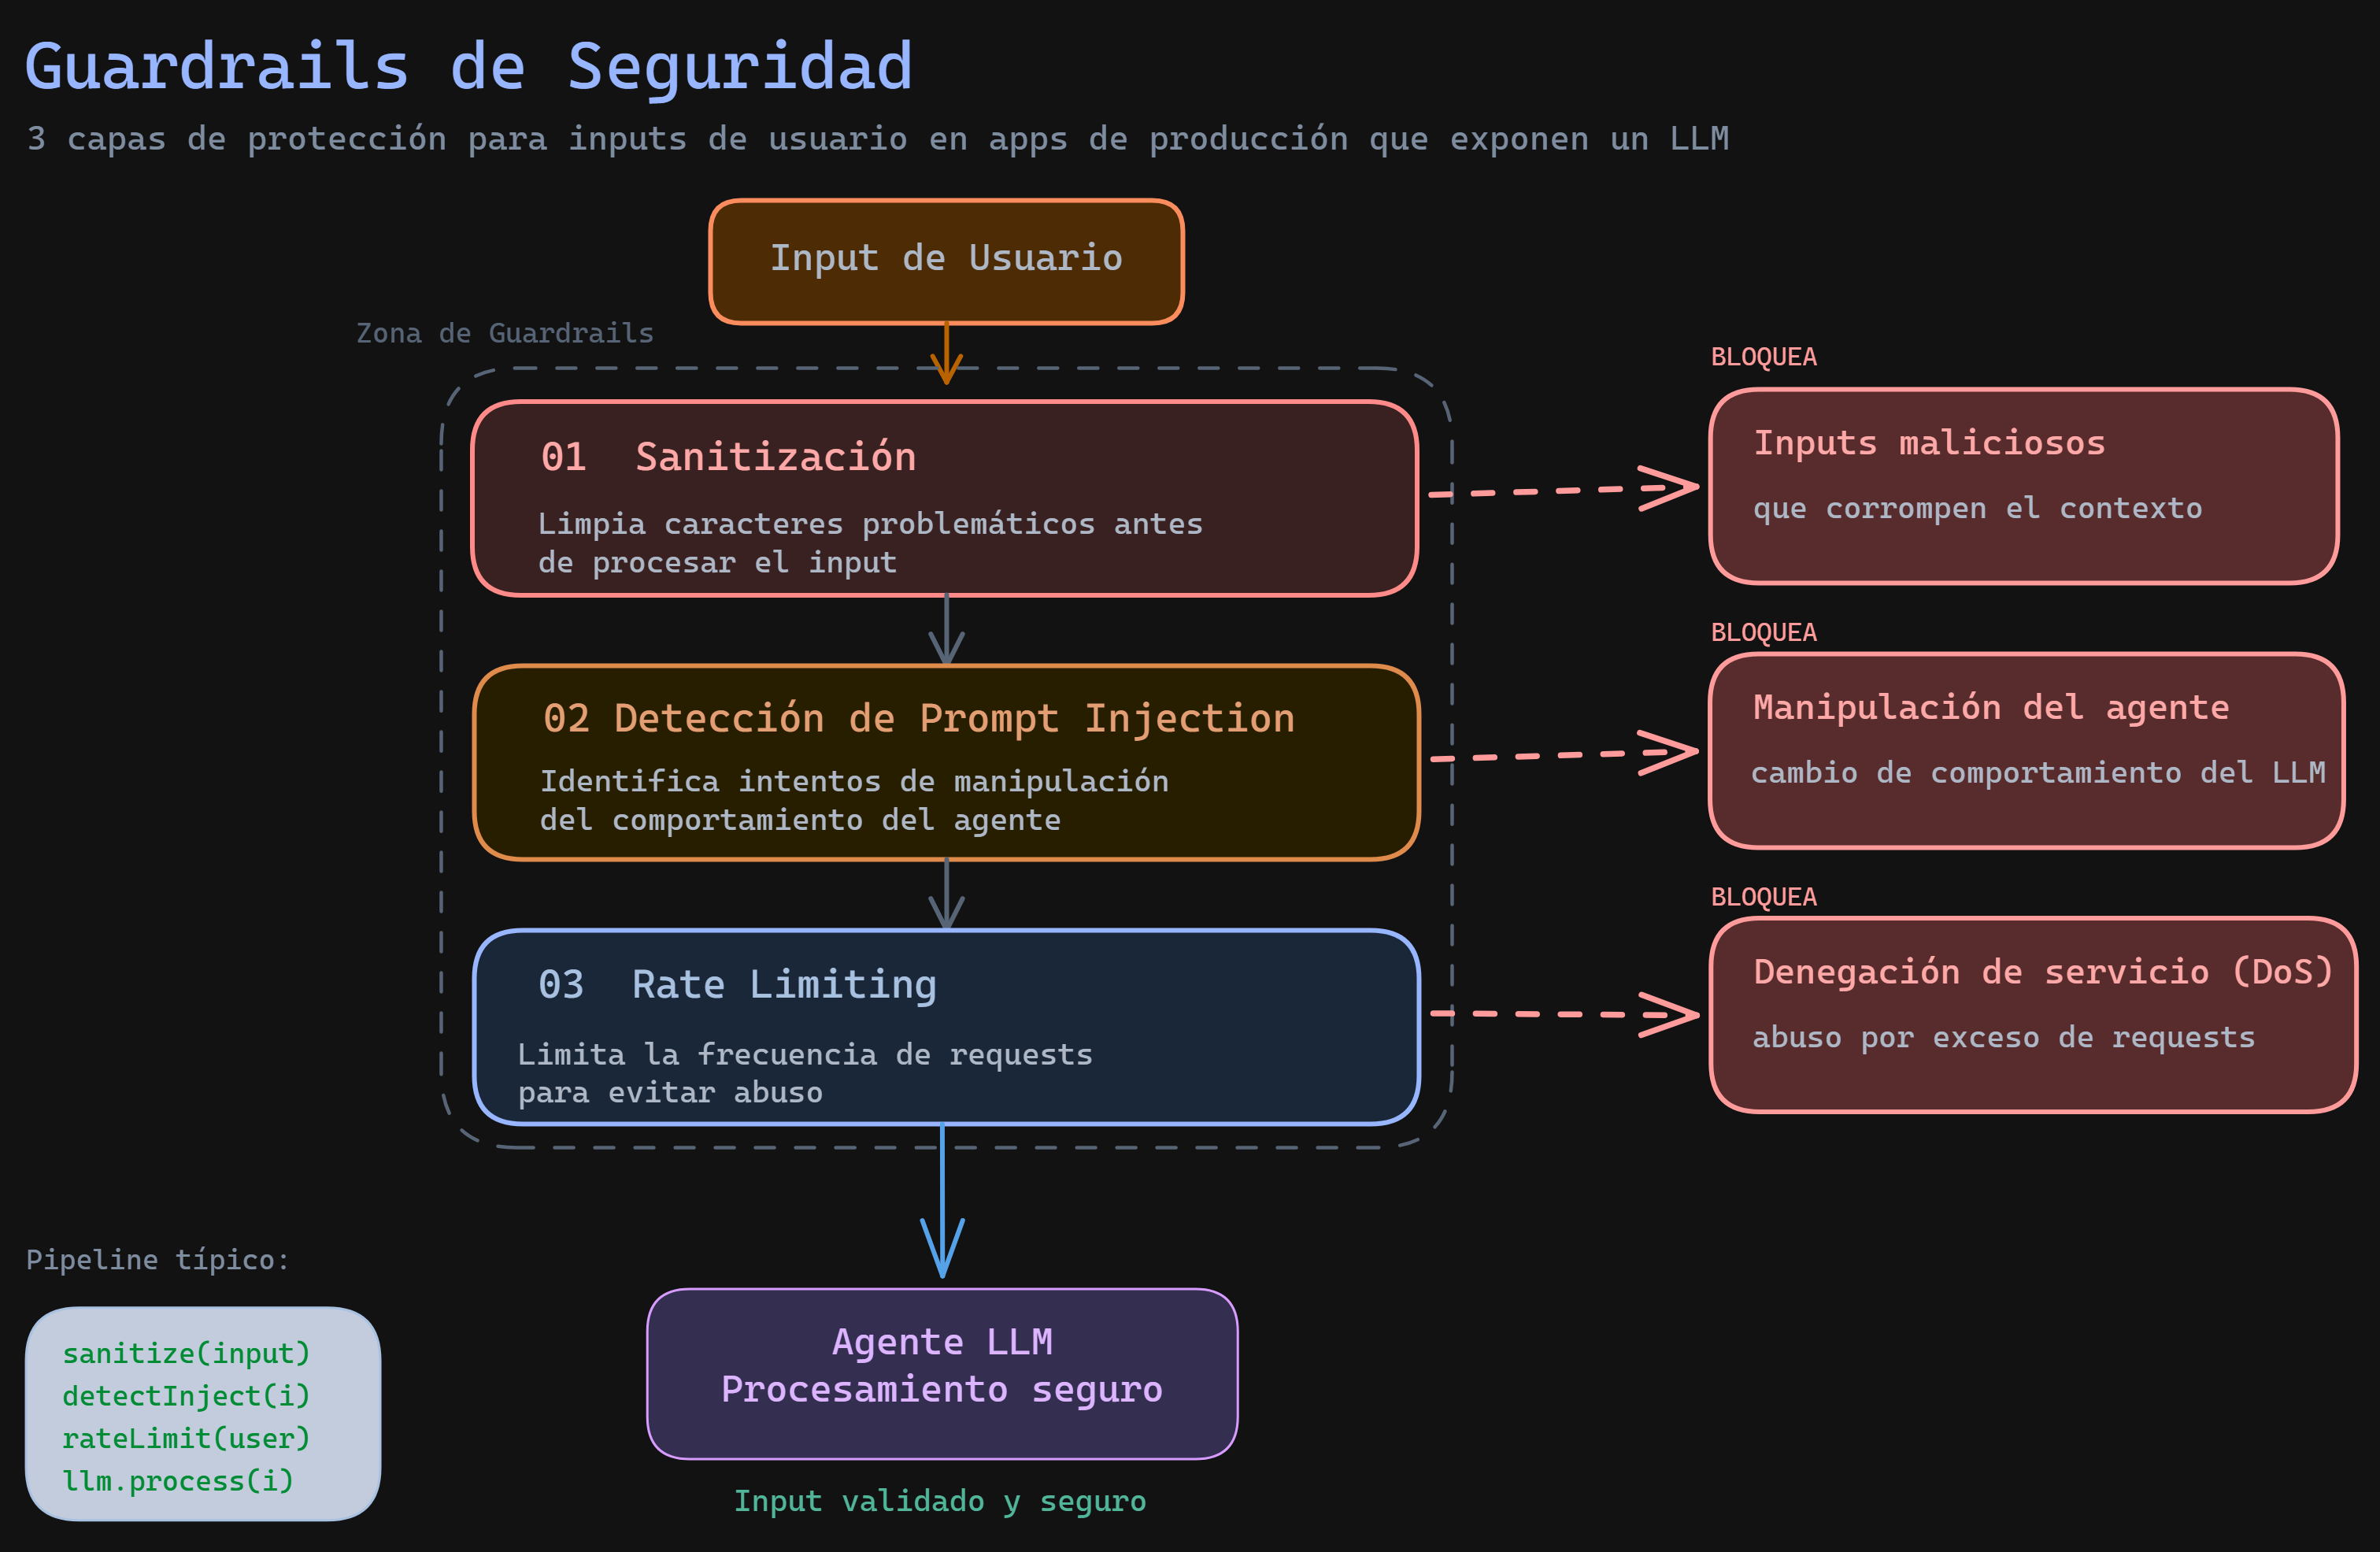 Guardrails de Seguridad
3 capas de protección para inputs de usuario en apps de producción que exponen un LLM
Input de Usuario
Zona de Guardrails
01 Sanitización
Limpia caracteres problemáticos antes
de procesar el input
BLOQUEA
Inputs maliciosos
que corrompen el contexto
02 Detección de Prompt Injection
Identifica intentos de manipulación
del comportamiento del agente
BLOQUEA
Manipulación del agente
cambio de comportamiento del LLM
03 Rate Limiting
Limita la frecuencia de requests
para evitar abuso
BLOQUEA
Denegación de servicio (DoS)
abuso por exceso de requests
Pipeline típico:
sanitize(input)
detectInject(i)
rateLimit(user)
llm.process(i)
Agente LLM
Procesamiento seguro
Input validado y seguro